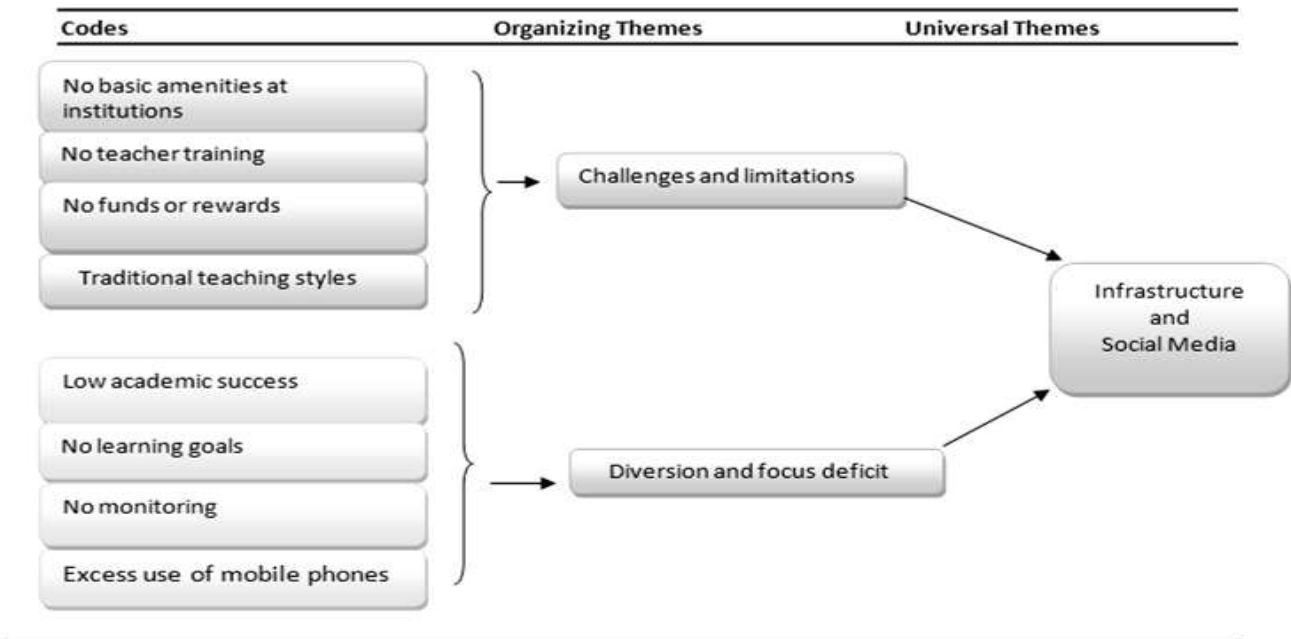 Codes Organizing Themes Universal Themes
No basic amenities at
institutions
No teacher training
No funds or rewards
Traditional teaching styles
Challenges and limitations
Low academic success
No learning goals
No monitoring
Excess use of mobile phones
Diversion and focus deficit
Infrastructure
and
Social Media